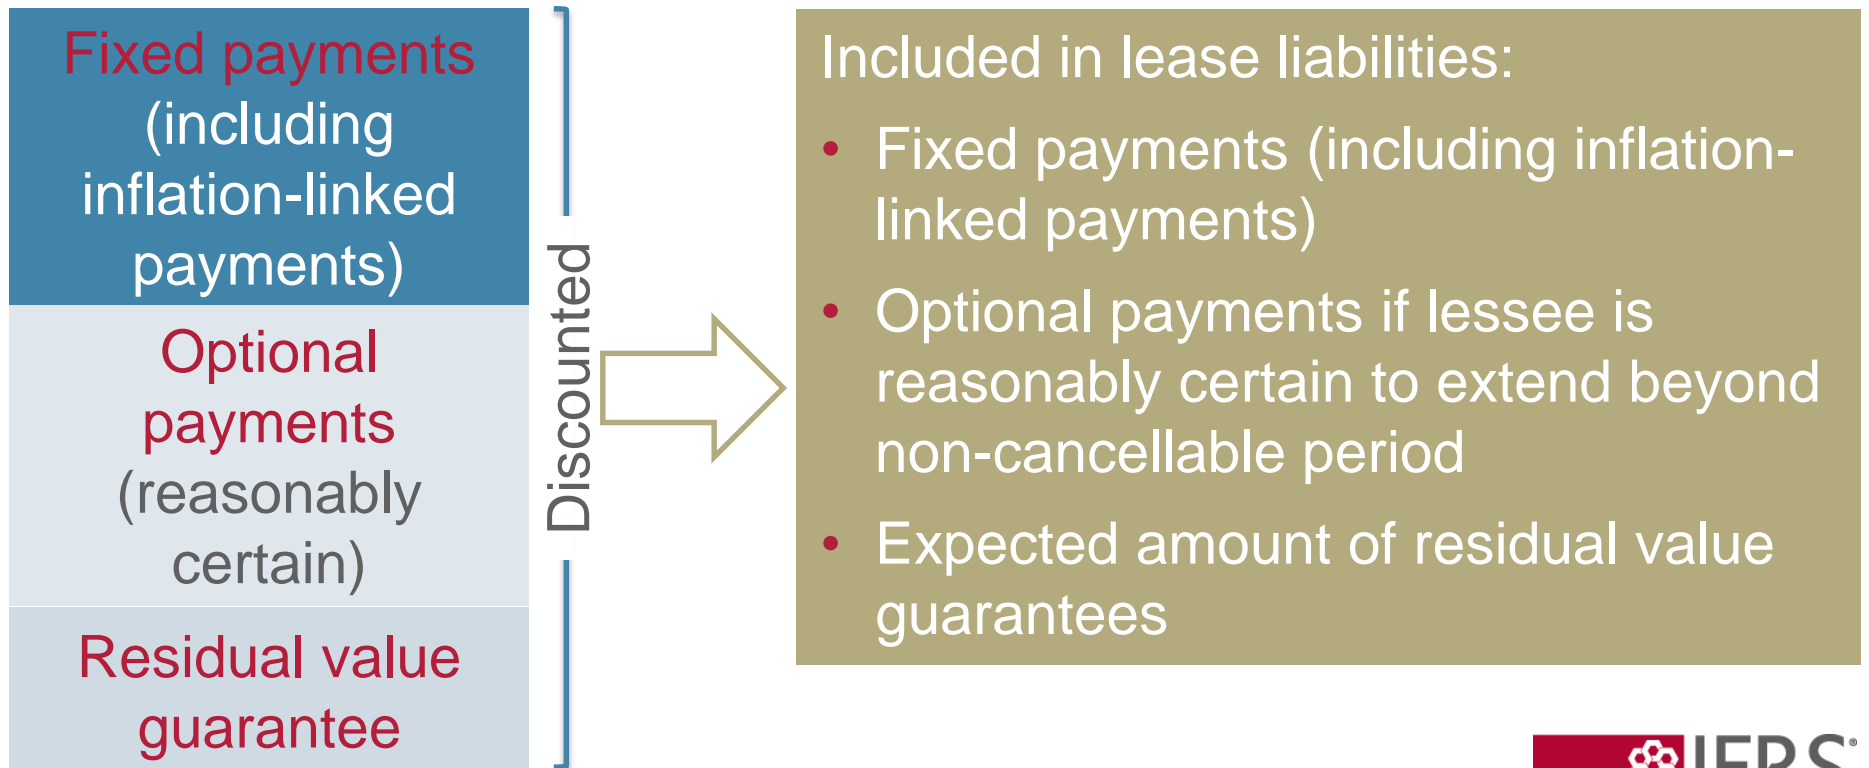 Fixed payments
(including
inflation-linked
payments)
Optional
payments
(reasonably
certain)
Residual value
guarantee
Discounted
Included in lease liabilities:
• Fixed payments (including inflation-
linked payments)
• Optional payments if lessee is
reasonably certain to extend beyond
non-cancellable period
• Expected amount of residual value
guarantees
IFRS®